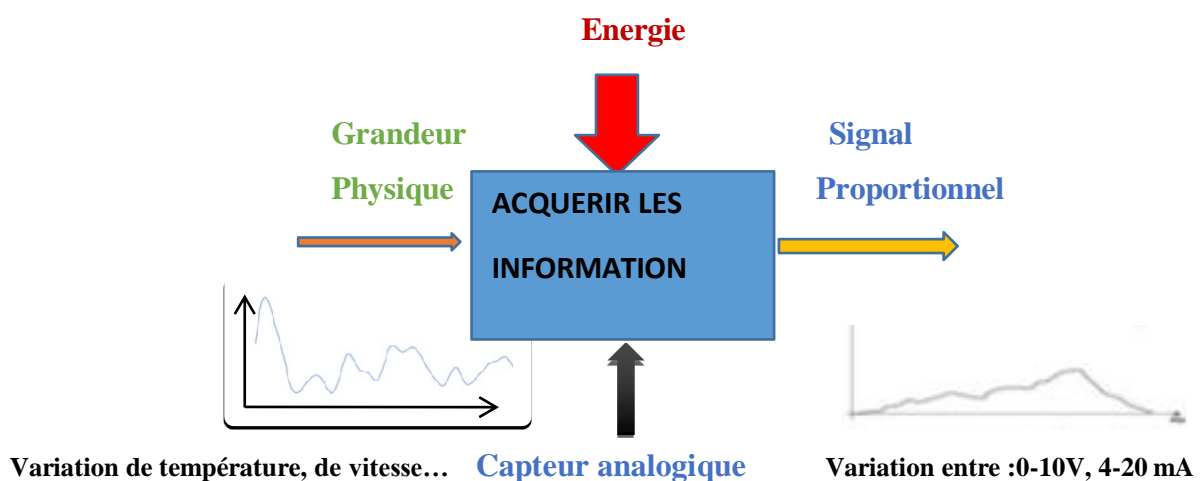 Energie
Grandeur
Physique
Signal
Proportionnel
ACQUERIR LES
INFORMATION
Variation de température, de vitesse…
Capteur analogique
Variation entre :0-10V, 4-20 mA